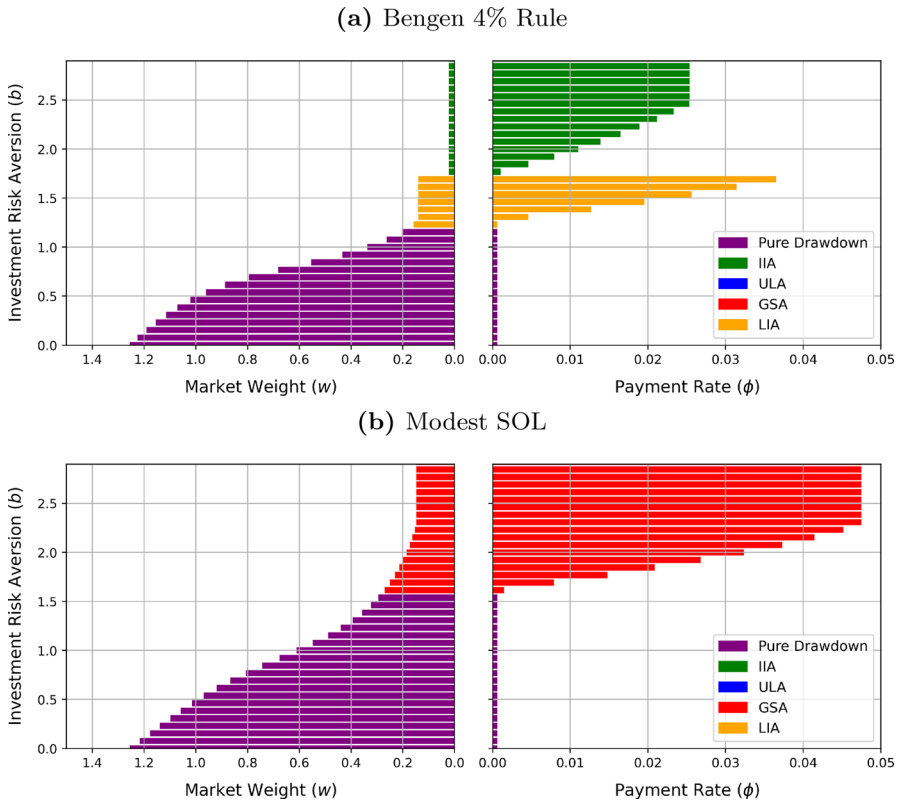 (a) Bengen 4% Rule
Investment Risk Aversion (b)
2.5
2.0
1.5
1.0
0.5
0.0
1.4 1.2 1.0 0.8 0.6 0.4 0.2 0.0
Market Weight (w)
Pure Drawdown
IIA
ULA
GSA
LIA
0.00 0.01 0.02 0.03 0.04 0.05
Payment Rate (ϕ)
(b) Modest SOL
Investment Risk Aversion (b)
2.5
2.0
1.5
1.0
0.5
0.0
1.4 1.2 1.0 0.8 0.6 0.4 0.2 0.0
Market Weight (w)
Pure Drawdown
IIA
ULA
GSA
LIA
0.00 0.01 0.02 0.03 0.04 0.05
Payment Rate (ϕ)